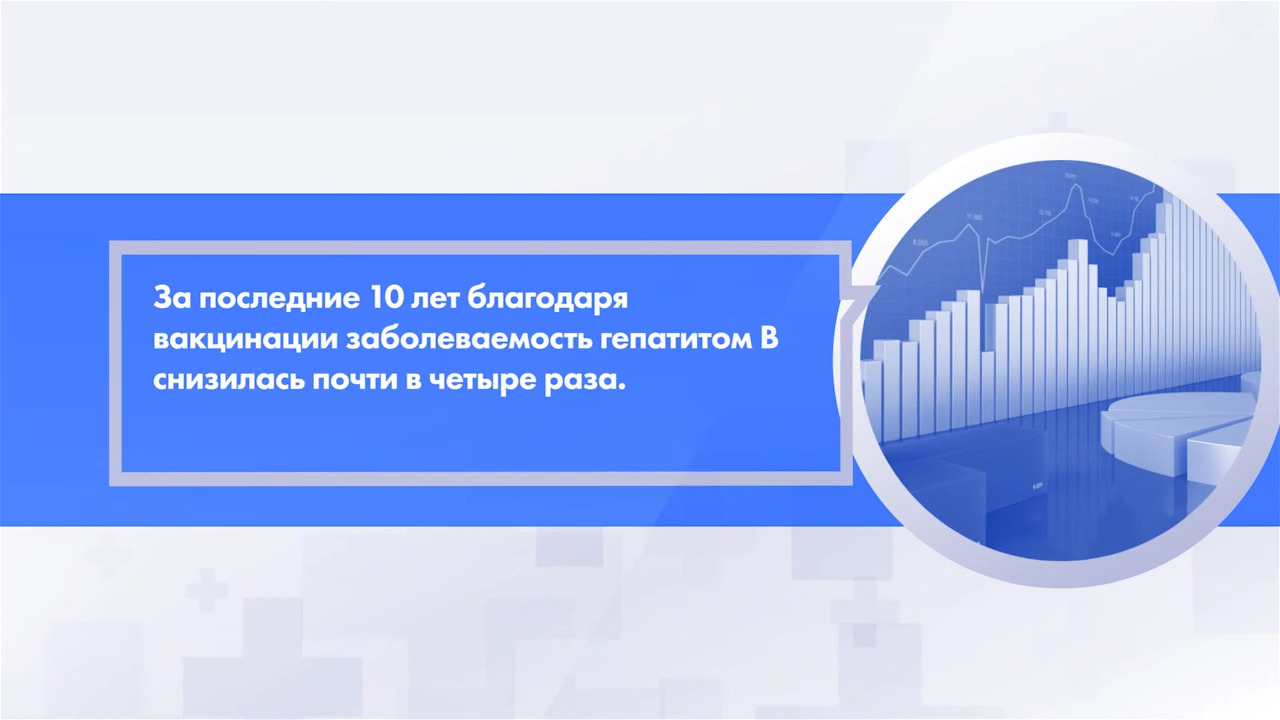 За последние 10 лет благодаря
вакцинации заболеваемость гепатитом В
снизилась почти в четыре раза.